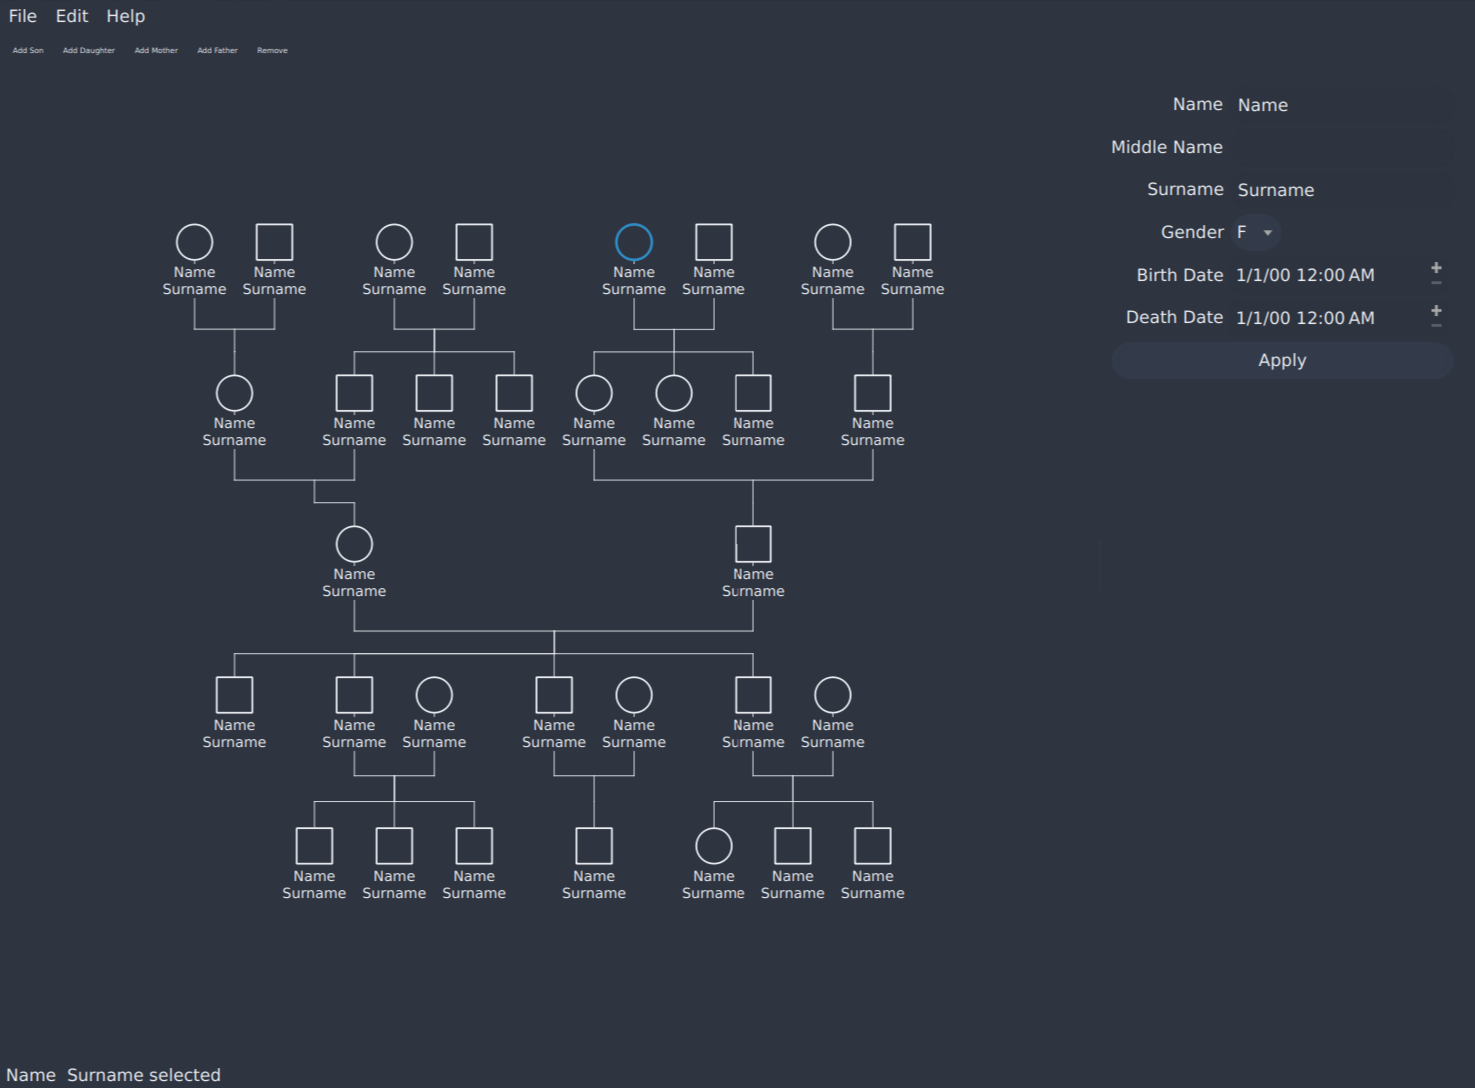 File Edit Help
Add Son Add Daughter Add Mother Add Father Remove
Name Name
Middle Name
Surname Surname
Gender F
Birth Date 1/1/00 12:00 AM
Death Date 1/1/00 12:00 AM
Apply
Name Name Name Name Name Name Name Name
Surname Surname Surname Surname Surname Surname Surname Surname
Name Name Name Name Name Name Name Name
Surname Surname Surname Surname Surname Surname Surname Surname
Name Name
Surname Surname
Name Name Name Name Name Name Name
Surname Surname Surname Surname Surname Surname Surname
Name Name Name Name Name Name Name
Surname Surname Surname Surname Surname Surname Surname
Name Surname selected